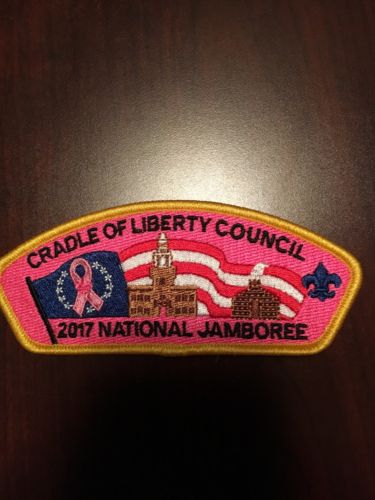 CRADLE OF LIBERTY COUNCIL
2017 NATIONAL JAMBOREE